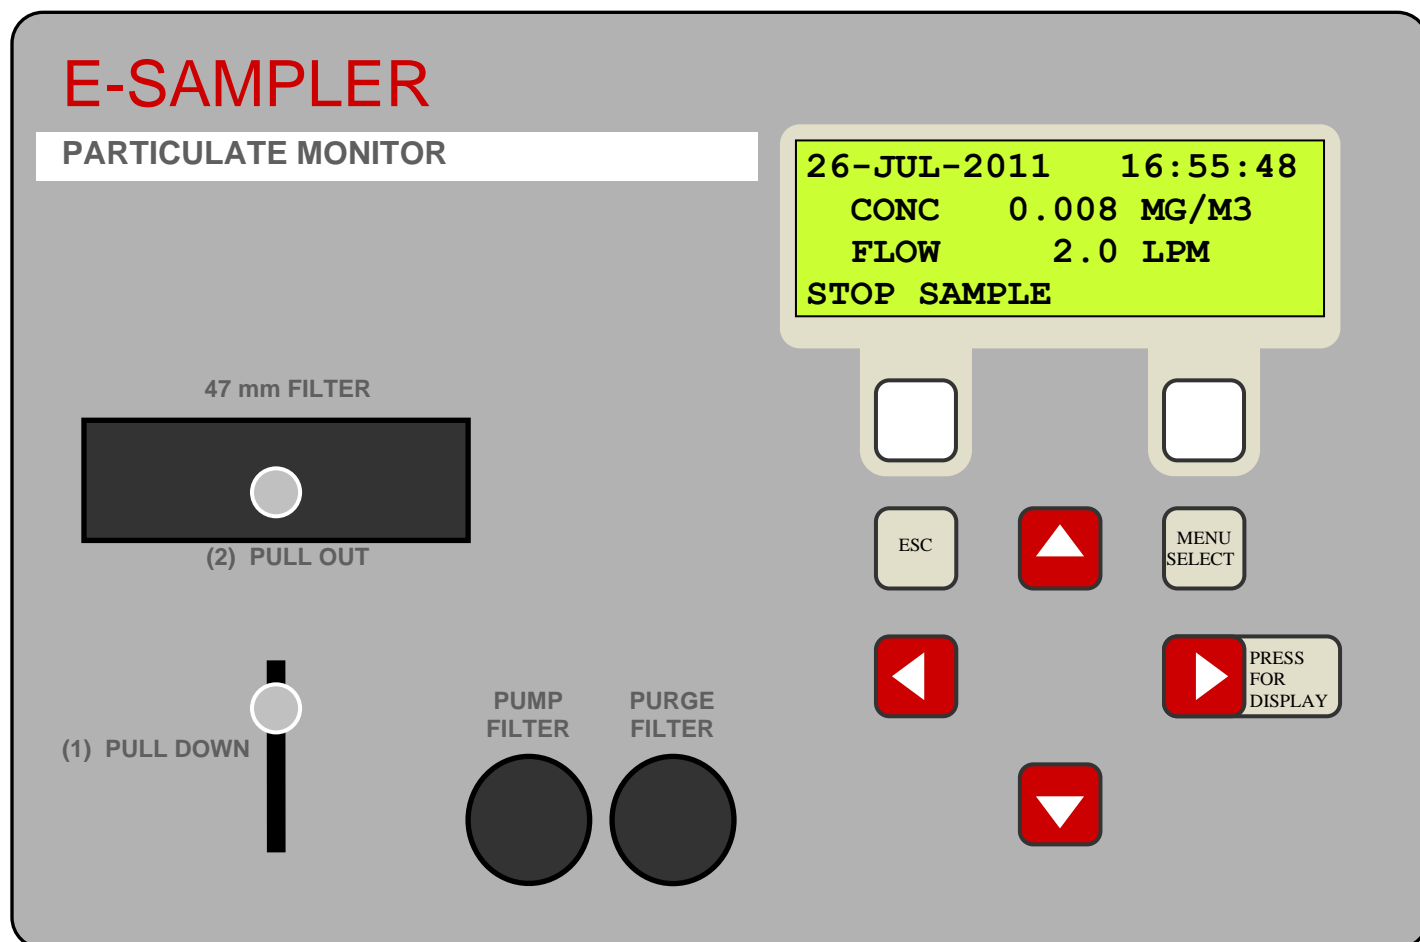 E-SAMPLER
PARTICULATE MONITOR
26-JUL-2011 16:55:48
CONC 0.008 MG/M3
FLOW 2.0 LPM
STOP SAMPLE
47 mm FILTER
(2) PULL OUT
(1) PULL DOWN
PUMP
FILTER
PURGE
FILTER
ESC
MENU
SELECT
PRESS
FOR
DISPLAY